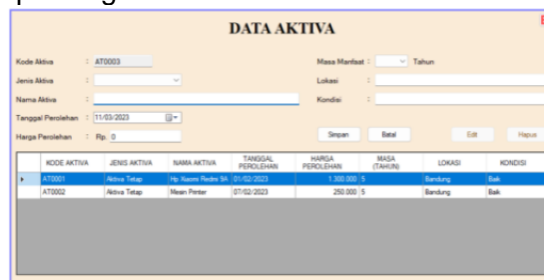 DATA AKTIVA
Kode Aktiva : AT0003
Masa Manfaat : Tahun
Jenis Aktiva :
Lokasi :
Nama Aktiva :
Kondisi :
Tanggal Perolehan : 11/03/2023
Harga Perolehan : Rp. 0
Simpan Batal Edit Hapus
KODE AKTIVA JENIS AKTIVA NAMA AKTIVA TANGGAL PEROLEHAN HARGA PEROLEHAN MASA (TAHUN) LOKASI KONDISI
AT0001 Aktiva Tetap Hp Xiaomi Redmi 9A 01/02/2023 1.300.000 5 Bandung Baik
AT0002 Aktiva Tetap Mesin Printer 07/02/2023 250.000 5 Bandung Baik